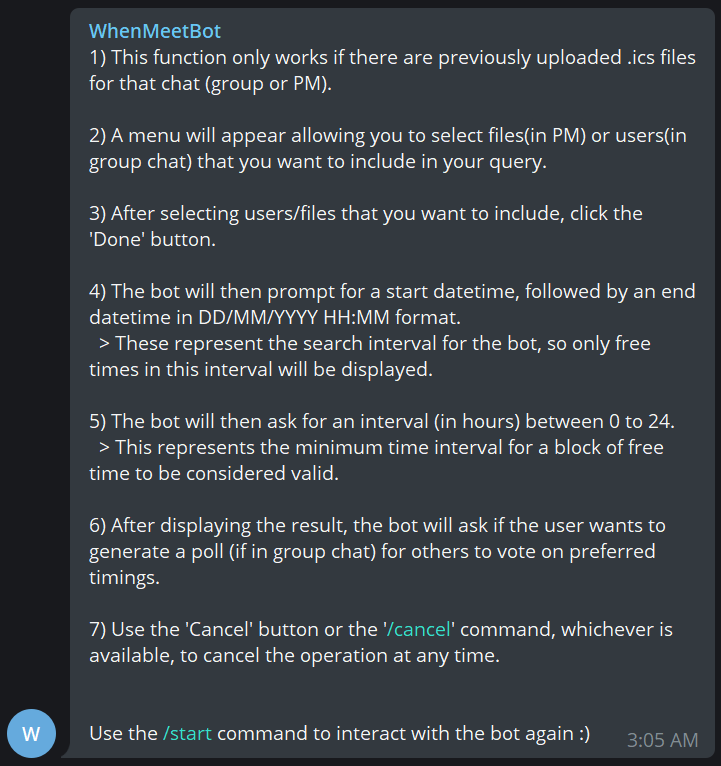 WhenMeetBot
1) This function only works if there are previously uploaded .ics files
for that chat (group or PM).
2) A menu will appear allowing you to select files(in PM) or users(in
group chat) that you want to include in your query.
3) After selecting users/files that you want to include, click the
'Done' button.
4) The bot will then prompt for a start datetime, followed by an end
datetime in DD/MM/YYYY HH:MM format.
> These represent the search interval for the bot, so only free
times in this interval will be displayed.
5) The bot will then ask for an interval (in hours) between 0 to 24.
> This represents the minimum time interval for a block of free
time to be considered valid.
6) After displaying the result, the bot will ask if the user wants to
generate a poll (if in group chat) for others to vote on preferred
timings.
7) Use the 'Cancel' button or the '/cancel' command, whichever is
available, to cancel the operation at any time.
Use the /start command to interact with the bot again :)
3:05 AM
W